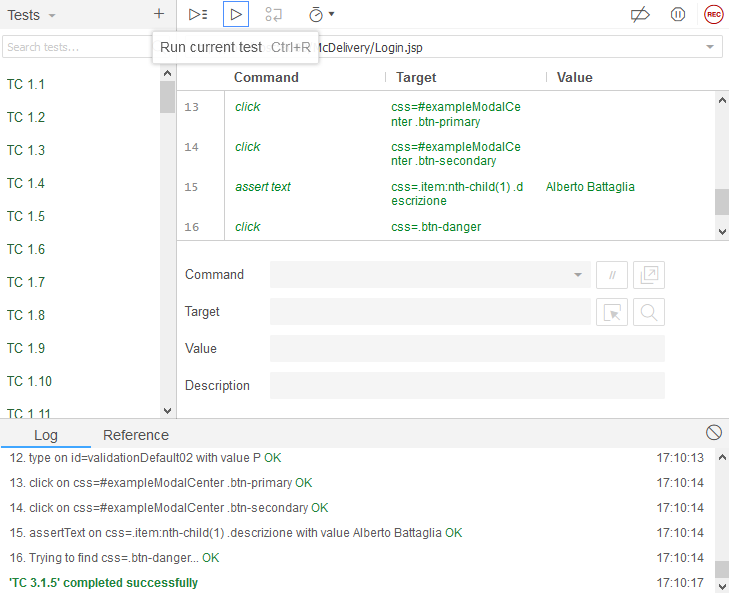 Tests
+
REC
Search tests...
McDelivery/Login.jsp
Run current test Ctrl+R
Command Target Value
TC 1.1
TC 1.2
TC 1.3
TC 1.4
TC 1.5
TC 1.6
TC 1.7
TC 1.8
TC 1.9
TC 1.10
TC 1.11
13 click css=#exampleModalCe
nter .btn-primary
14 click css=#exampleModalCe
nter .btn-secondary
15 assert text css=.item:nth-child(1) .d Alberto Battaglia
escrizione
16 click css=.btn-danger
Command //
Target
Value
Description
Log Reference
12. type on id=validationDefault02 with value P OK 17:10:13
13. click on css=#exampleModalCenter .btn-primary OK 17:10:14
14. click on css=#exampleModalCenter .btn-secondary OK 17:10:14
15. assertText on css=.item:nth-child(1) .descrizione with value Alberto Battaglia OK 17:10:14
16. Trying to find css=.btn-danger... OK 17:10:14
'TC 3.1.5' completed successfully 17:10:17